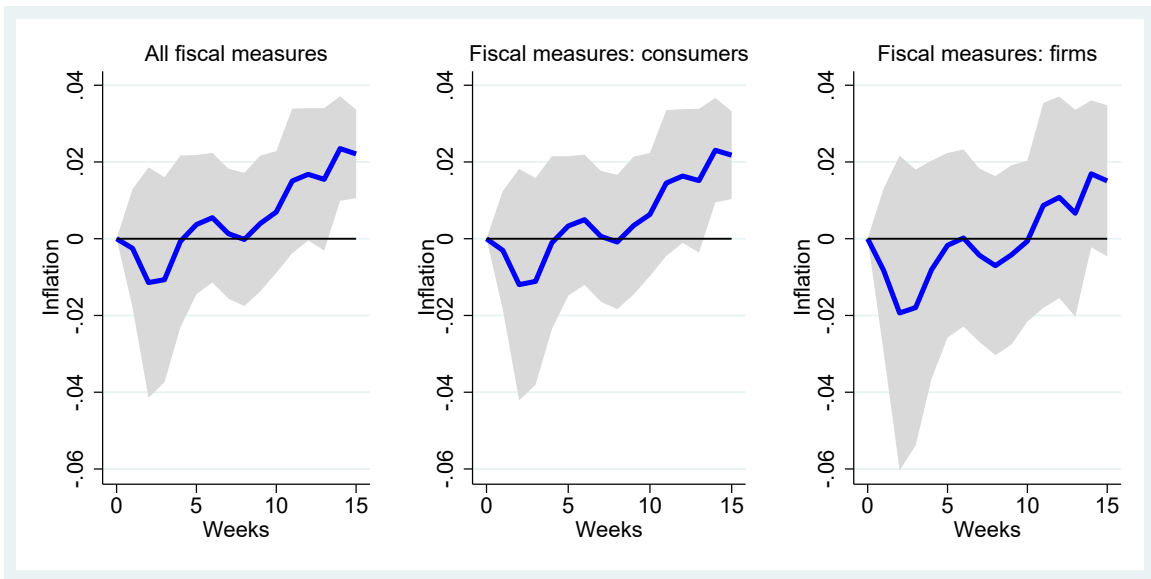 All fiscal measures
Inflation
.04
.02
0
-.02
-.04
-.06
0 5 10 15
Weeks
Fiscal measures: consumers
Inflation
.04
.02
0
-.02
-.04
-.06
0 5 10 15
Weeks
Fiscal measures: firms
Inflation
.04
.02
0
-.02
-.04
-.06
0 5 10 15
Weeks